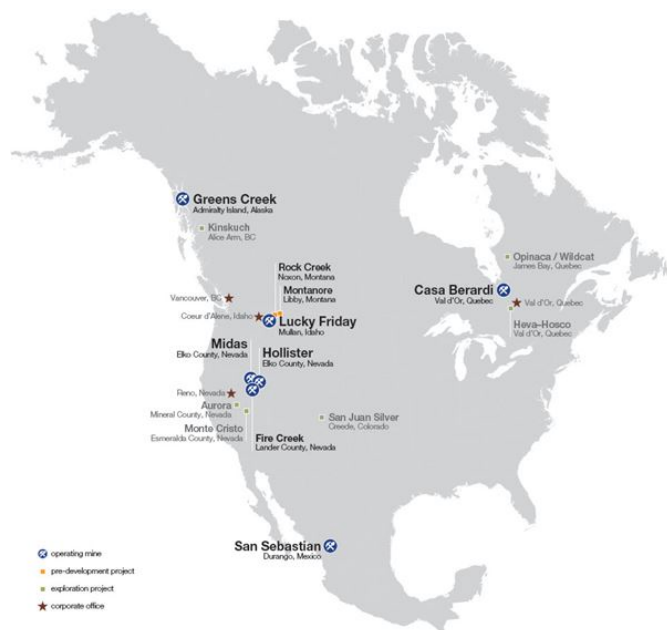 Greens Creek
Admiralty Island, Alaska
Kinskuch
Alice Arm, BC
Opinaca / Wildcat
James Bay, Quebec
Rock Creek
Noxon, Montana
Montanore
Libby, Montana
Casa Berardi
Val d'Or, Quebec
Vancouver, BC
Val d'Or, Quebec
Coeur d'Alene, Idaho
Lucky Friday
Mullan, Idaho
Heva–Hosco
Val d'Or, Quebec
Midas
Elko County, Nevada
Hollister
Elko County, Nevada
Reno, Nevada
Aurora
Mineral County, Nevada
San Juan Silver
Creede, Colorado
Monte Cristo
Esmeralda County, Nevada
Fire Creek
Lander County, Nevada
San Sebastian
Durango, Mexico
operating mine
pre-development project
exploration project
corporate office